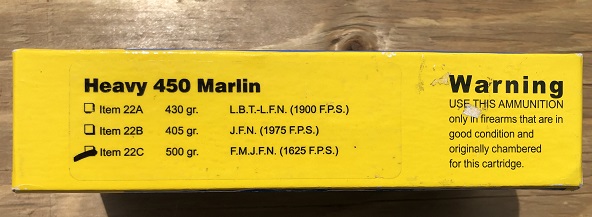 Heavy 450 Marlin
Item 22A 430 gr. L.B.T.-L.F.N. (1900 F.P.S.)
Item 22B 405 gr. J.F.N. (1975 F.P.S.)
Item 22C 500 gr. F.M.J.F.N. (1625 F.P.S.)
Warning
USE THIS AMMUNITION
only in firearms that are in
good condition and
originally chambered
for this cartridge.